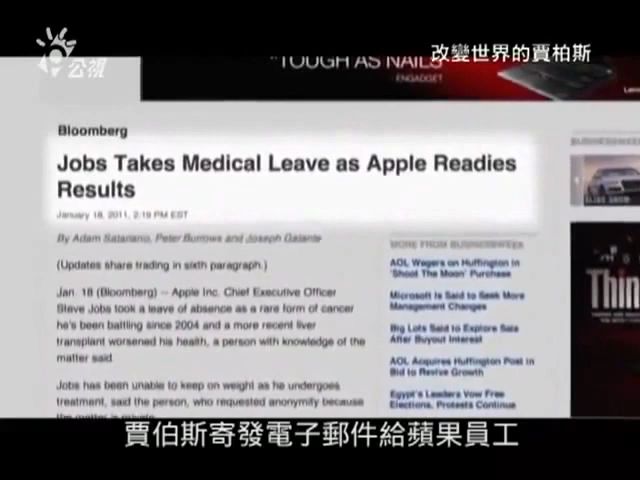 公視
改變世界的賈柏斯
"TOUGH AS NAILS"
ENGADGET
Bloomberg
Jobs Takes Medical Leave as Apple Readies
Results
January 18, 2011, 2:19 PM EST
By Adam Satariano, Peter Burrows and Joseph Galante
(Updates share trading in sixth paragraph.)
Jan. 18 (Bloomberg) -- Apple Inc. Chief Executive Officer
Steve Jobs took a leave of absence as a rare form of cancer
he's been battling since 2004 and a more recent liver
transplant worsened his health, a person with knowledge of the
matter said.
Jobs has been unable to keep on weight as he undergoes
treatment, said the person, who requested anonymity because
the matter is private.
MORE FROM BUSINESSWEEK
AOL Wagers on Huffington in
'Shoot The Moon' Purchase
Microsoft Is Said to Seek More
Management Changes
Big Lots Said to Explore Sale
After Buyout Interest
AOL Acquires Huffington Post in
Bid to Revive Growth
Egypt's Leaders Vow Free
Elections, Protests Continue
BUSINESSWEEK
Thin
賈伯斯寄發電子郵件給蘋果員工